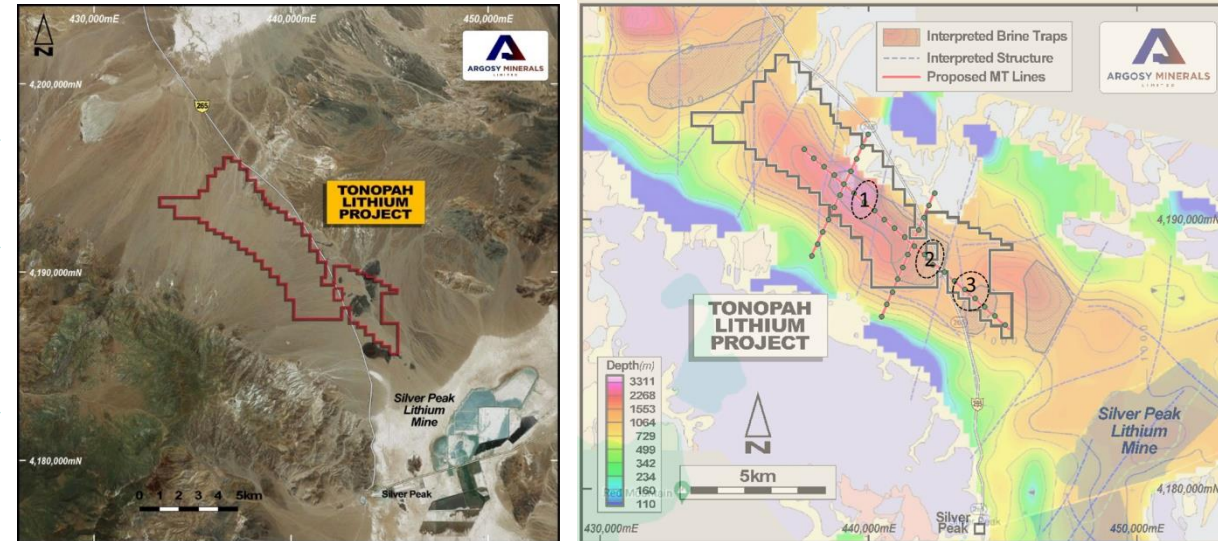 430,000mE
440,000mE
450,000mE
N
ARGOSY MINERALS
LIMITED
4,200,000mN
265
TONOPAH
LITHIUM
PROJECT
4,190,000mN
Silver Peak
Lithium
Mine
4,180,000mN
0 1 2 3 4 5km
Silver Peak
Interpreted Brine Traps
Interpreted Structure
Proposed MT Lines
ARGOSY MINERALS
LIMITED
1
4,190,000mN
2
3
TONOPAH
LITHIUM
PROJECT
265
Depth(m)
3311
2268
1553
1064
729
499
342
234
160
110
N
5km
265
Silver Peak
Lithium
Mine
4,180,000mN
430,000mE
440,000mE
450,000mE
Silver
Peak